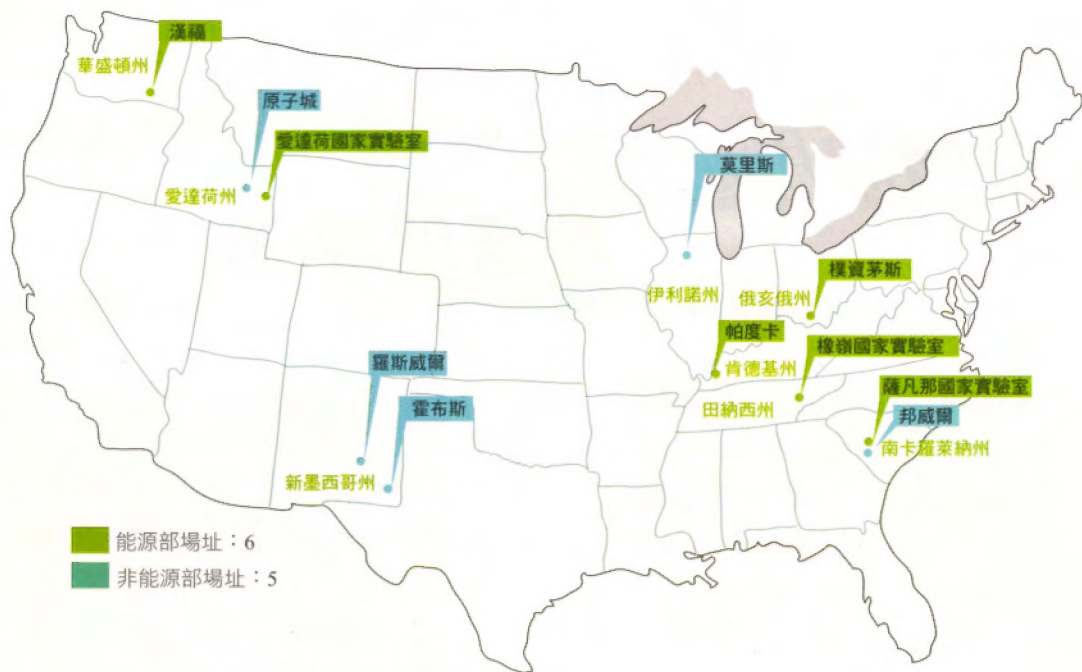 漢福
華盛頓州
原子城
愛達荷國家實驗室
愛達荷州
莫里斯
伊利諾州
俄亥俄州
樸資茅斯
帕度卡
肯德基州
橡嶺國家實驗室
田納西州
薩凡那國家實驗室
邦威爾
南卡羅萊納州
羅斯威爾
霍布斯
新墨西哥州
能源部場址：6
非能源部場址：5